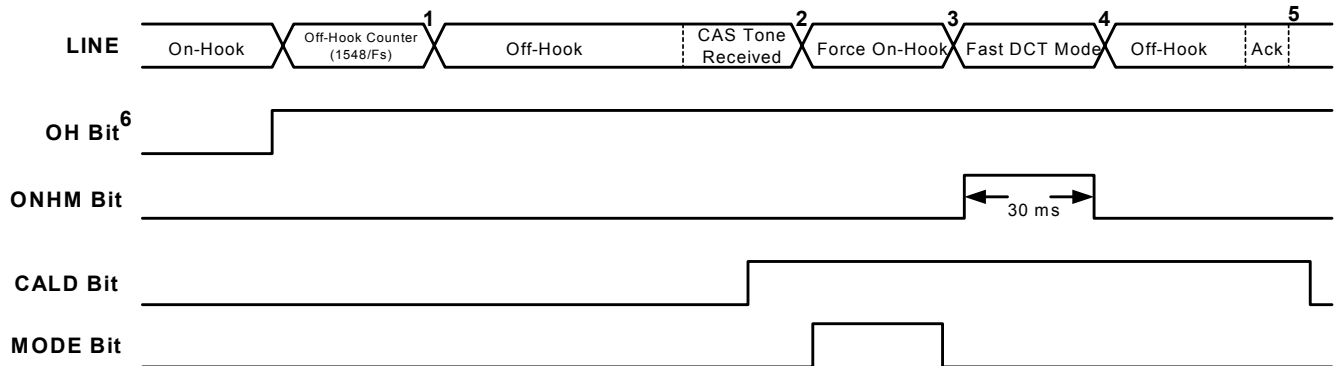 1 2 3 4 5
LINE On-Hook Off-Hook Counter (1548/Fs) Off-Hook CAS Tone Received Force On-Hook Fast DCT Mode Off-Hook Ack
OH Bit6
ONHM Bit
30 ms
CALD Bit
MODE Bit